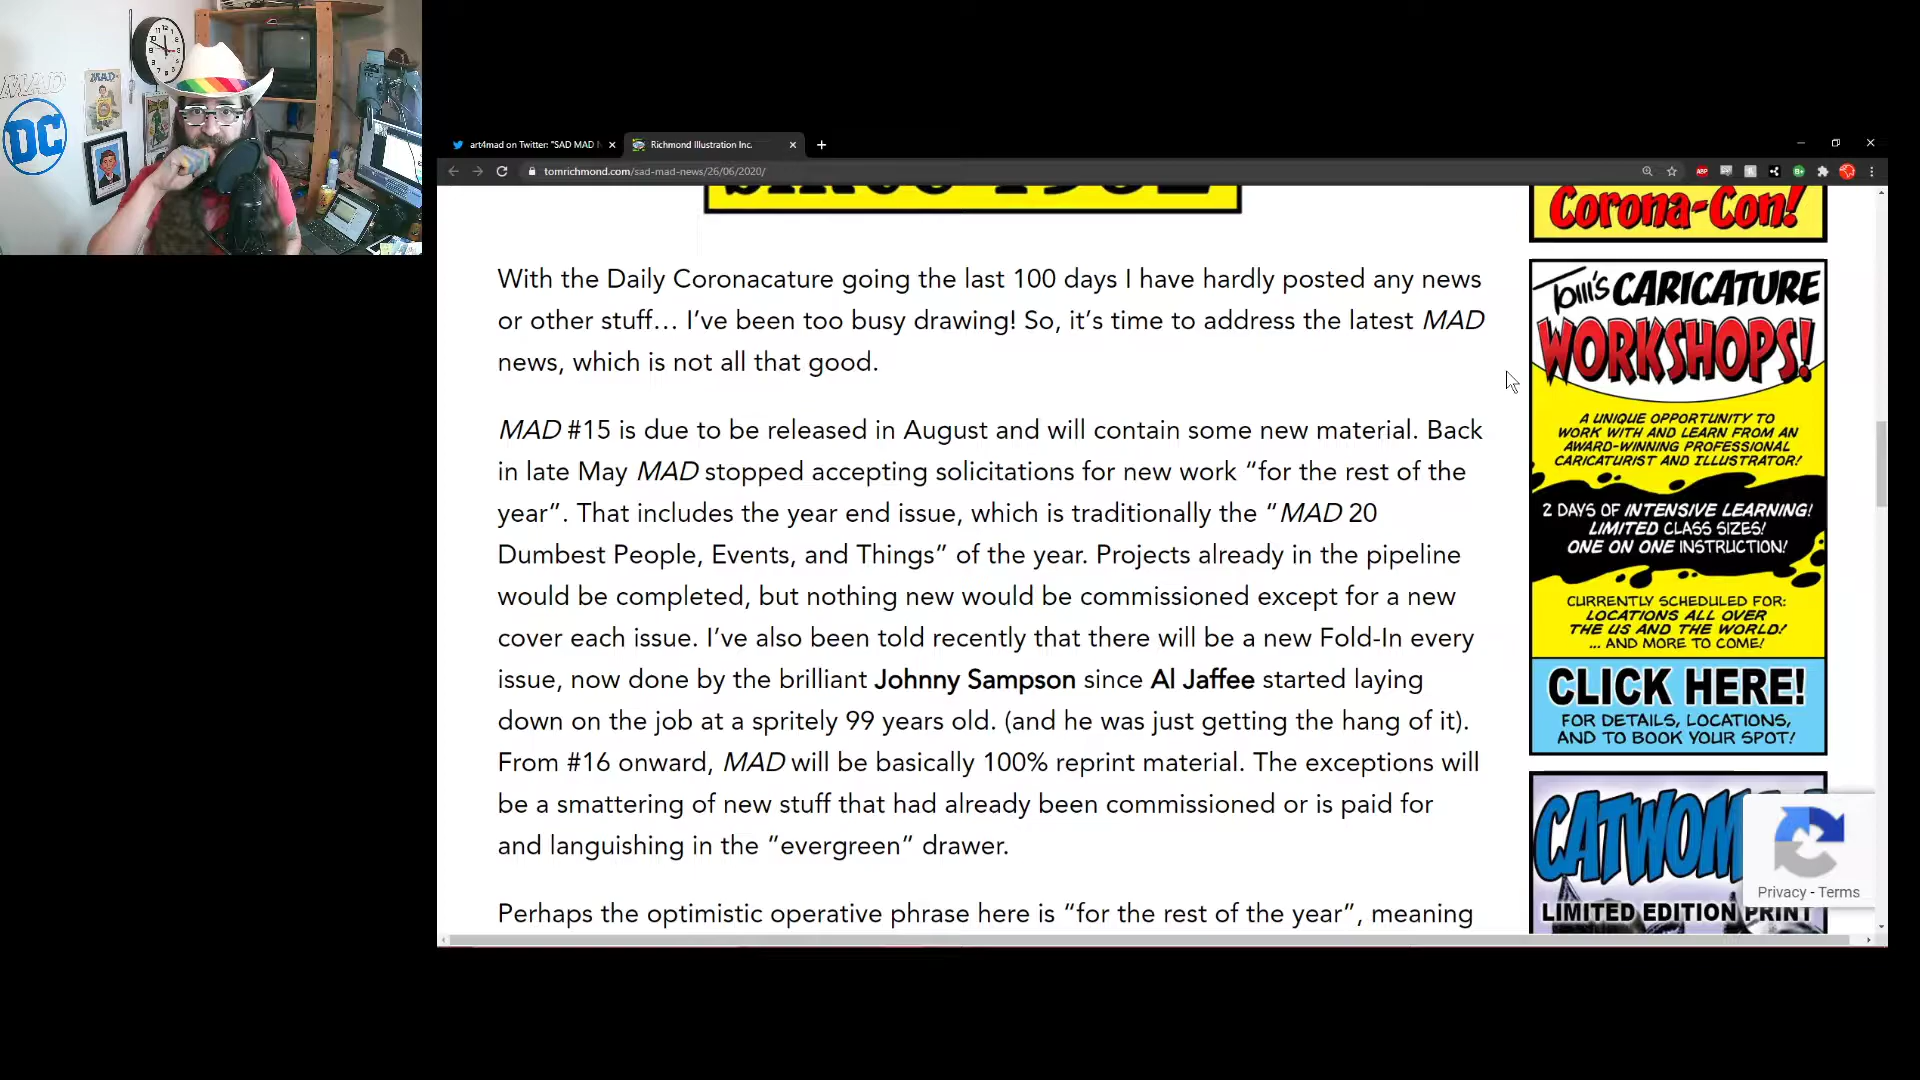 MAD
DC
MAD
art4mad on Twitter: "SAD MAD
Richmond Illustration Inc.
tomrichmond.com/sad-mad-news/26/06/2020/
With the Daily Coronacature going the last 100 days I have hardly posted any news
or other stuff… I've been too busy drawing! So, it's time to address the latest MAD
news, which is not all that good.
MAD #15 is due to be released in August and will contain some new material. Back
in late May MAD stopped accepting solicitations for new work “for the rest of the
year”. That includes the year end issue, which is traditionally the “MAD 20
Dumbest People, Events, and Things” of the year. Projects already in the pipeline
would be completed, but nothing new would be commissioned except for a new
cover each issue. I've also been told recently that there will be a new Fold-In every
issue, now done by the brilliant Johnny Sampson since Al Jaffee started laying
down on the job at a spritely 99 years old. (and he was just getting the hang of it).
From #16 onward, MAD will be basically 100% reprint material. The exceptions will
be a smattering of new stuff that had already been commissioned or is paid for
and languishing in the “evergreen” drawer.
Perhaps the optimistic operative phrase here is “for the rest of the year”, meaning
Corona-Con!
Tom's CARICATURE
WORKSHOPS!
A UNIQUE OPPORTUNITY TO
WORK WITH AND LEARN FROM AN
AWARD-WINNING PROFESSIONAL
CARICATURIST AND ILLUSTRATOR!
2 DAYS OF INTENSIVE LEARNING!
LIMITED CLASS SIZES!
ONE ON ONE INSTRUCTION!
CURRENTLY SCHEDULED FOR:
LOCATIONS ALL OVER
THE US AND THE WORLD!
... AND MORE TO COME!
CLICK HERE!
FOR DETAILS, LOCATIONS,
AND TO BOOK YOUR SPOT!
CATWOM
LIMITED EDITION PRINT
Privacy - Terms